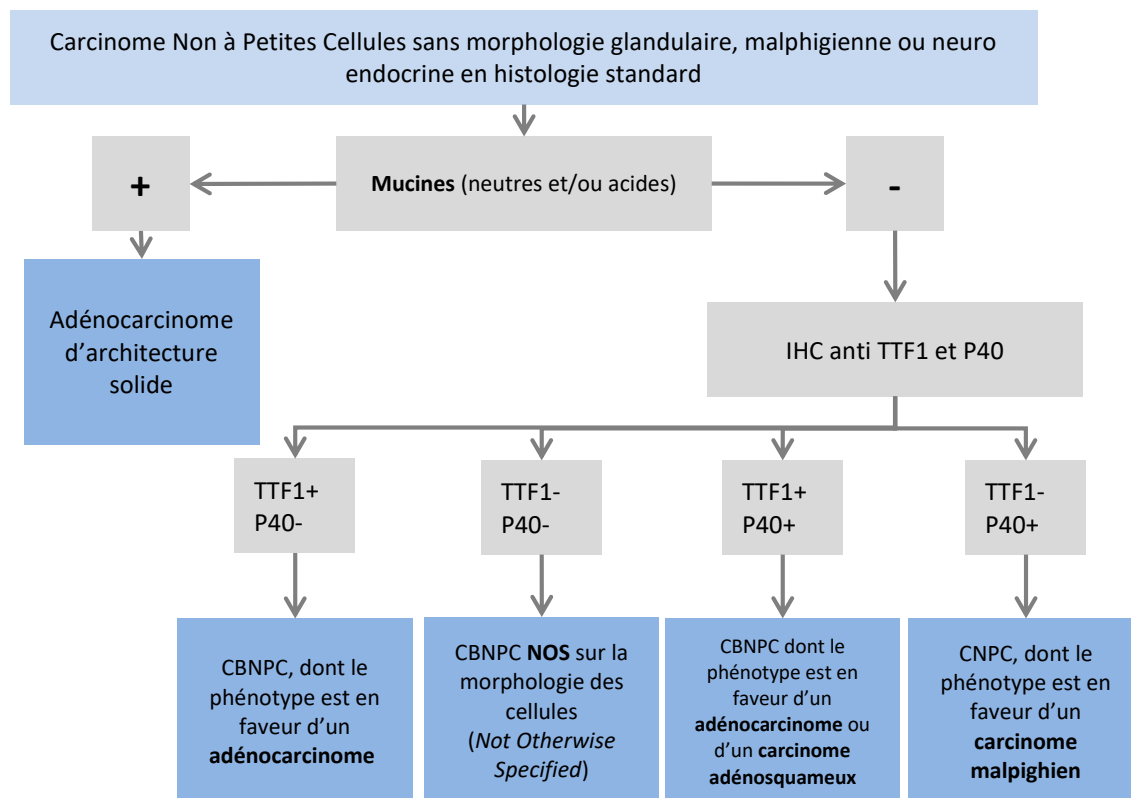 Carcinome Non à Petites Cellules sans morphologie glandulaire, malphigienne ou neuro
endocrine en histologie standard
+
Mucines (neutres et/ou acides)
-
Adénocarcinome
d'architecture
solide
IHC anti TTF1 et P40
TTF1+
P40-
TTF1-
P40-
TTF1+
P40+
TTF1-
P40+
CBNPC, dont le
phénotype est en
faveur d'un
adénocarcinome
CBNPC NOS sur la
morphologie des
cellules
(Not Otherwise
Specified)
CBNPC dont le
phénotype est en
faveur d'un
adénocarcinome ou
d'un carcinome
adénosquameux
CNPC, dont le
phénotype est en
faveur d'un
carcinome
malpighien